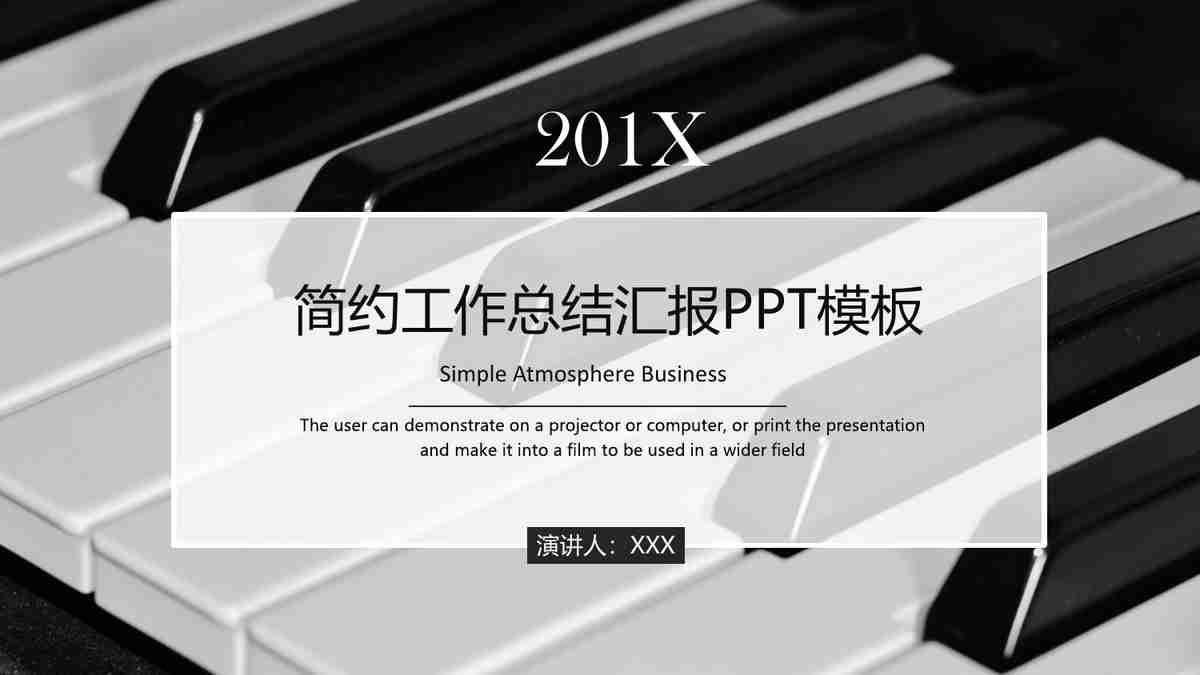 201X
简约工作总结汇报PPT模板
Simple Atmosphere Business
The user can demonstrate on a projector or computer, or print the presentation
and make it into a film to be used in a wider field
演讲人：XXX